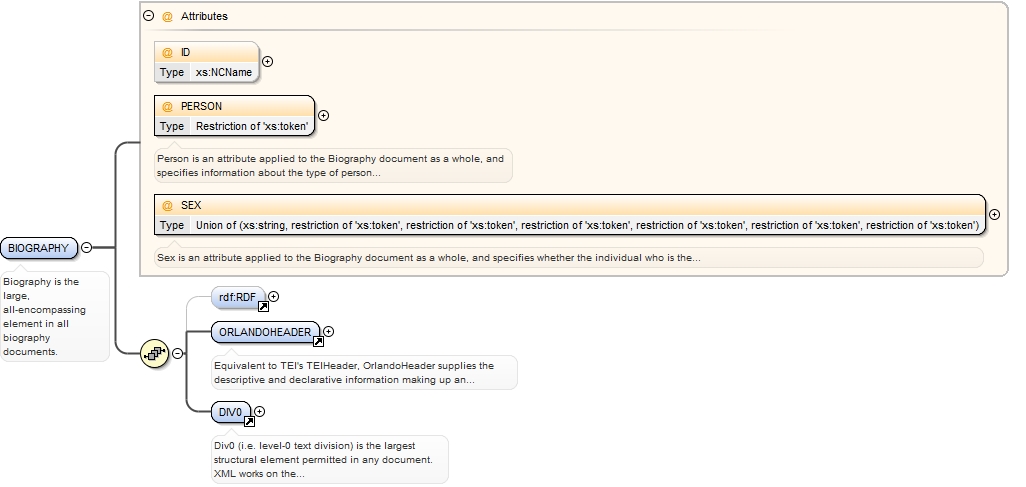 Attributes
@ ID
Type xs:NCName
@ PERSON
Type Restriction of 'xs:token'
Person is an attribute applied to the Biography document as a whole, and
specifies information about the type of person...
@ SEX
Type Union of (xs:string, restriction of 'xs:token', restriction of 'xs:token', restriction of 'xs:token', restriction of 'xs:token', restriction of 'xs:token', restriction of 'xs:token')
Sex is an attribute applied to the Biography document as a whole, and specifies whether the individual who is the...
BIOGRAPHY
Biography is the
large,
all-encompassing
element in all
biography
documents.
rdf:RDF
ORLANDOHEADER
Equivalent to TEI's TEIHeader, OrlandoHeader supplies the
descriptive and declarative information making up an...
DIV0
Div0 (i.e. level-0 text division) is the largest
structural element permitted in any document.
XML works on the...